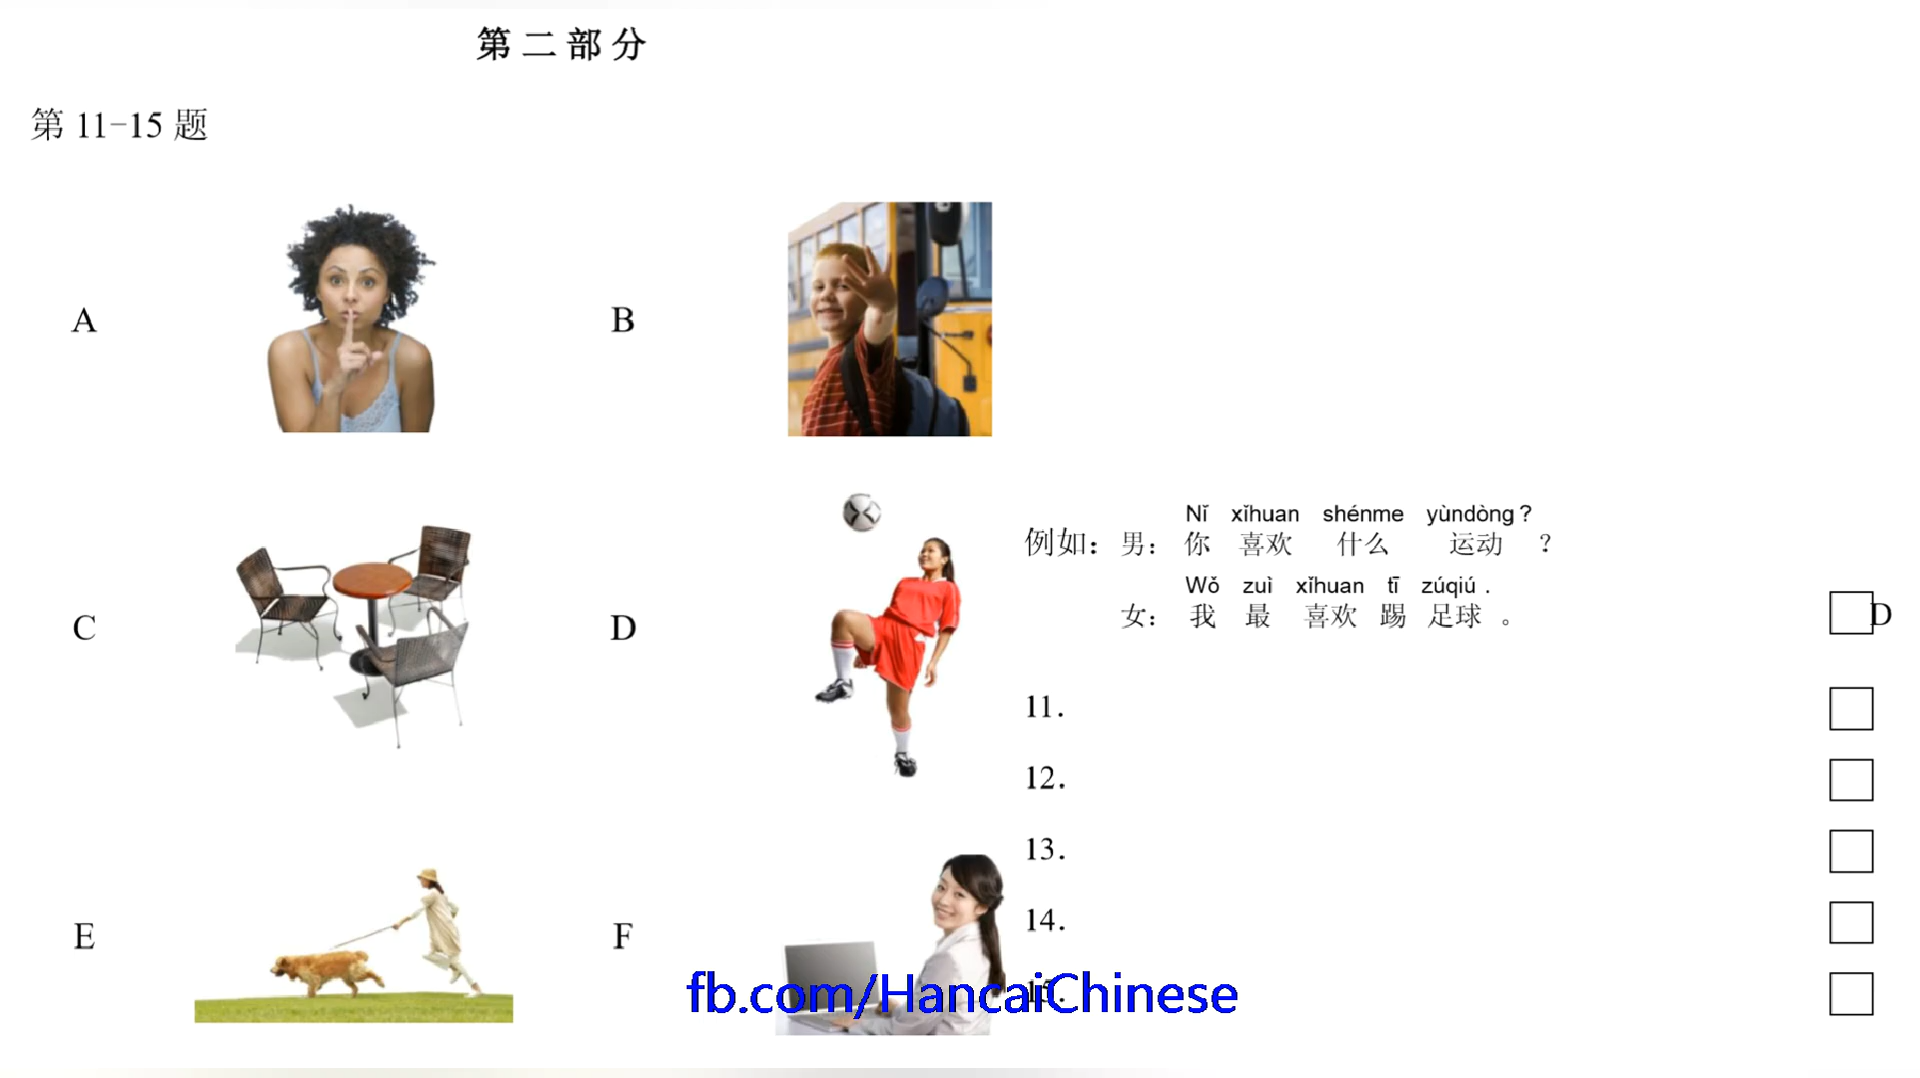 第二部分
第 11-15 题
A
B
C
D
E
F
Nǐ xǐhuan shénme yùndòng?
例如: 男: 你 喜欢 什么 运动 ?
Wǒ zuì xǐhuan tī zúqiú .
女: 我 最 喜欢 踢 足球 。
D
11.
12.
13.
14.
15.
fb.com/HancaiChinese